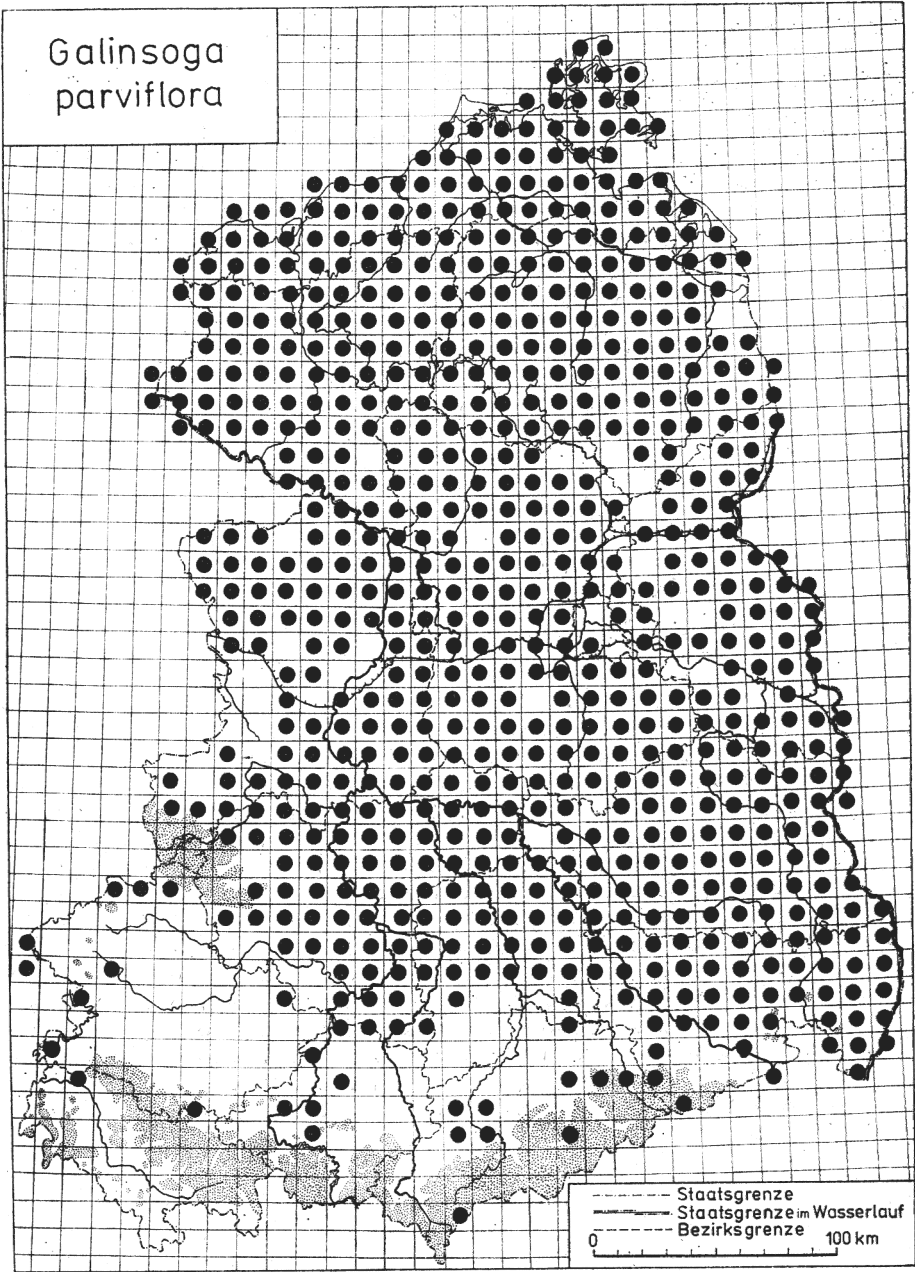 Galinsoga
parviflora
Staatsgrenze
Staatsgrenze im Wasserlauf
Bezirksgrenze
0 100 km